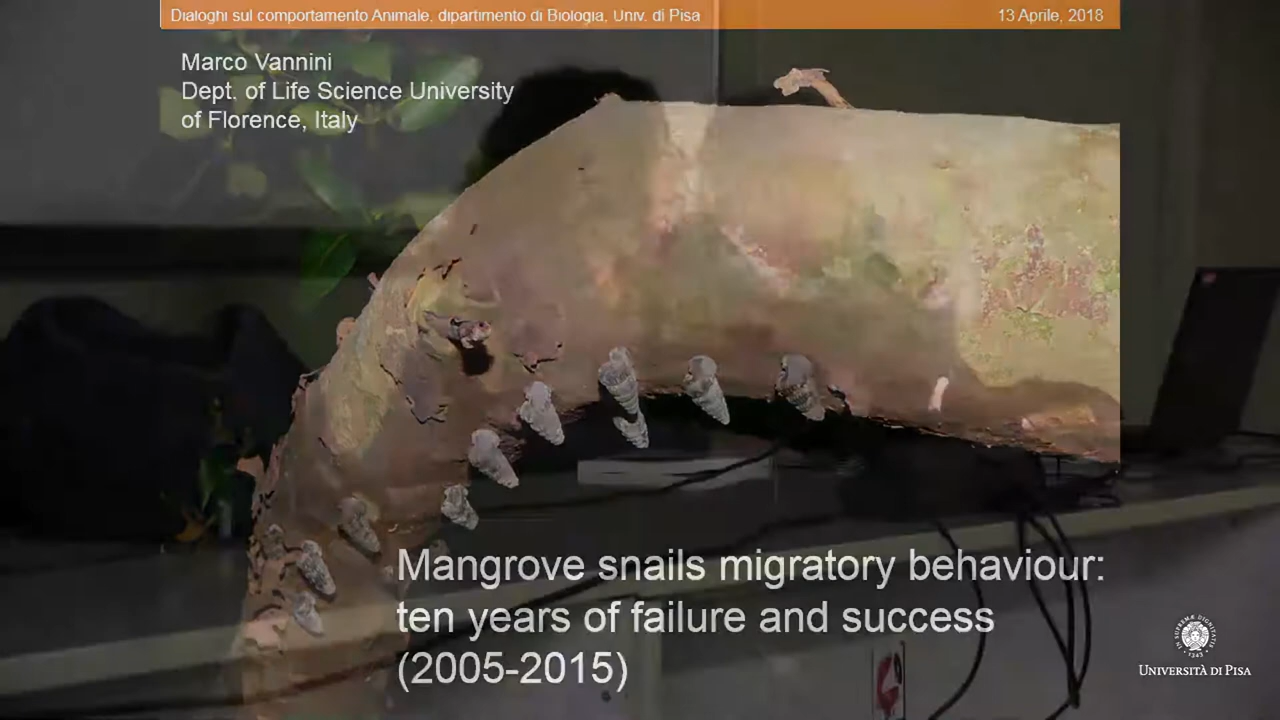 Dialoghi sul comportamento Animale, dipartimento di Biologia, Univ. di Pisa
13 Aprile, 2018
Marco Vannini
Dept. of Life Science University
of Florence, Italy
Mangrove snails migratory behaviour:
ten years of failure and success
(2005-2015)
UNIVERSITÀ DI PISA